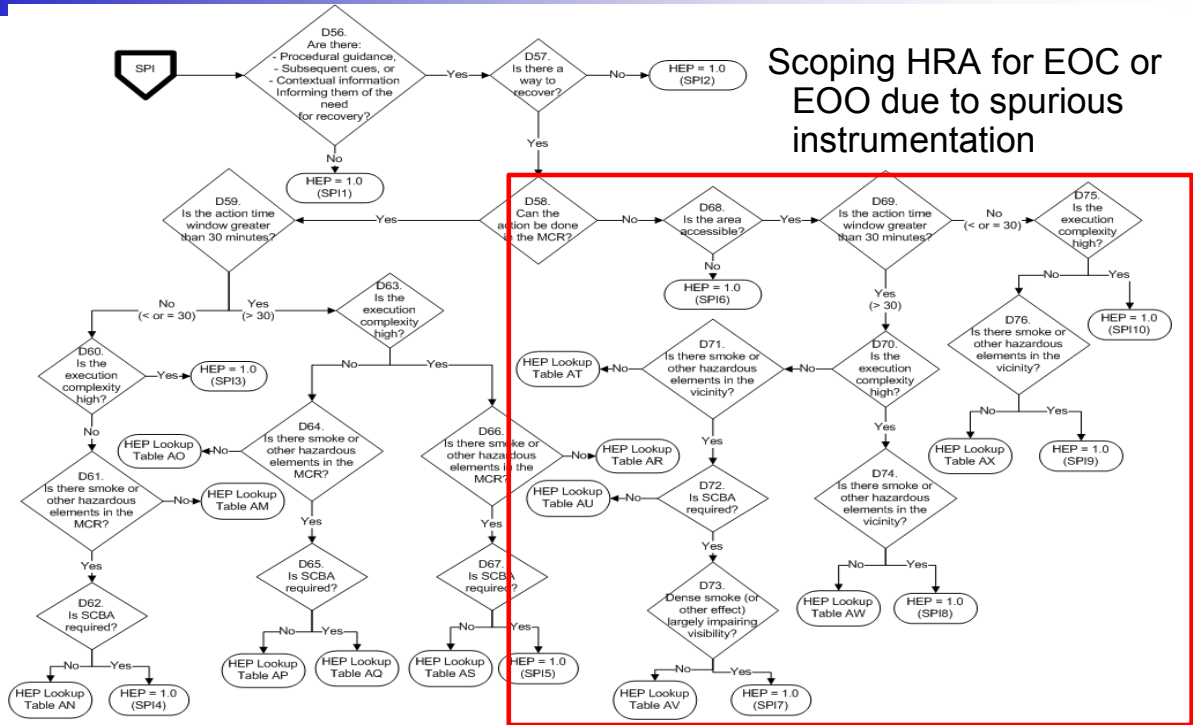 Scoping HRA for EOC or
EOO due to spurious
instrumentation
SPI
D56.
Are there:
- Procedural guidance,
- Subsequent cues, or
- Contextual information
Informing them of the
need
for recovery?
Yes
No
HEP = 1.0
(SPI1)
D57.
Is there a
way to
recover?
No
HEP = 1.0
(SPI2)
Yes
D58.
Can the
action be done
in the MCR?
Yes
No
D59.
Is the action time
window greater
than 30 minutes?
No
(< or = 30)
Yes
(> 30)
D60.
Is the
execution
complexity
high?
Yes
HEP = 1.0
(SPI3)
No
D61.
Is there smoke or
other hazardous
elements in the
MCR?
No
HEP Lookup
Table AM
Yes
D62.
Is SCBA
required?
No
Yes
HEP Lookup
Table AN
HEP = 1.0
(SPI4)
D63.
Is the
execution
complexity
high?
No
Yes
D64.
Is there smoke or
other hazardous
elements in the
MCR?
No
HEP Lookup
Table AO
Yes
D65.
Is SCBA
required?
No
Yes
HEP Lookup
Table AP
HEP Lookup
Table AQ
D66.
Is there smoke or
other hazardous
elements in the
MCR?
No
HEP Lookup
Table AR
Yes
D67.
Is SCBA
required?
No
Yes
HEP Lookup
Table AS
HEP = 1.0
(SPI5)
D68.
Is the area
accessible?
Yes
No
HEP = 1.0
(SPI6)
D69.
Is the action time
window greater
than 30 minutes?
No
(< or = 30)
Yes
(> 30)
D70.
Is the
execution
complexity
high?
No
Yes
D71.
Is there smoke or
other hazardous
elements in the
vicinity?
No
HEP Lookup
Table AT
Yes
D72.
Is SCBA
required?
No
HEP Lookup
Table AU
Yes
D73.
Dense smoke (or
other effect)
largely impairing
visibility?
No
Yes
HEP Lookup
Table AV
HEP = 1.0
(SPI7)
D74.
Is there smoke or
other hazardous
elements in the
vicinity?
No
Yes
HEP Lookup
Table AW
HEP = 1.0
(SPI8)
D75.
Is the
execution
complexity
high?
No
Yes
HEP = 1.0
(SPI10)
D76.
Is there smoke or
other hazardous
elements in the
vicinity?
No
Yes
HEP Lookup
Table AX
HEP = 1.0
(SPI9)